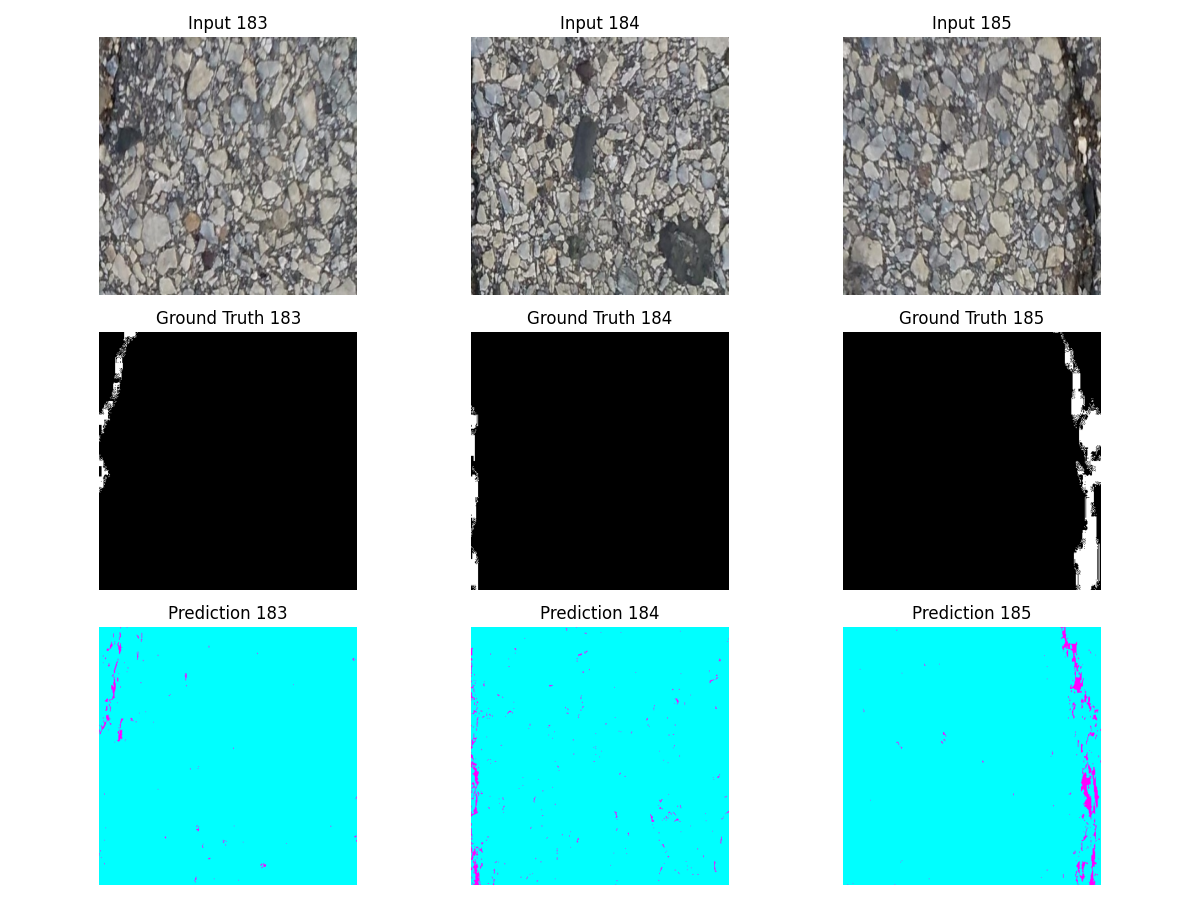 Input 183
Input 184
Input 185
Ground Truth 183
Ground Truth 184
Ground Truth 185
Prediction 183
Prediction 184
Prediction 185